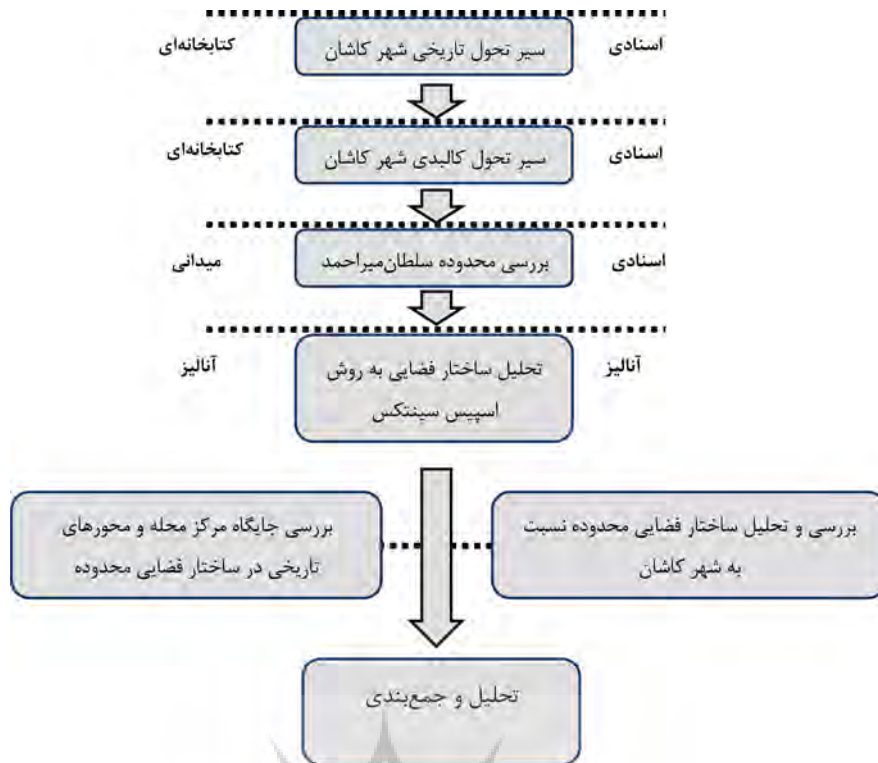 اسنادی
سیر تحول تاریخی شهر کاشان
کتابخانه‌ای
اسنادی
سیر تحول کالبدی شهر کاشان
کتابخانه‌ای
اسنادی
بررسی محدوده سلطان‌میراحمد
میدانی
آنالیز
تحلیل ساختار فضایی به روش
اسپیس سینتکس
آنالیز
بررسی و تحلیل ساختار فضایی محدوده نسبت
به شهر کاشان
بررسی جایگاه مرکز محله و محورهای
تاریخی در ساختار فضایی محدوده
تحلیل و جمع‌بندی